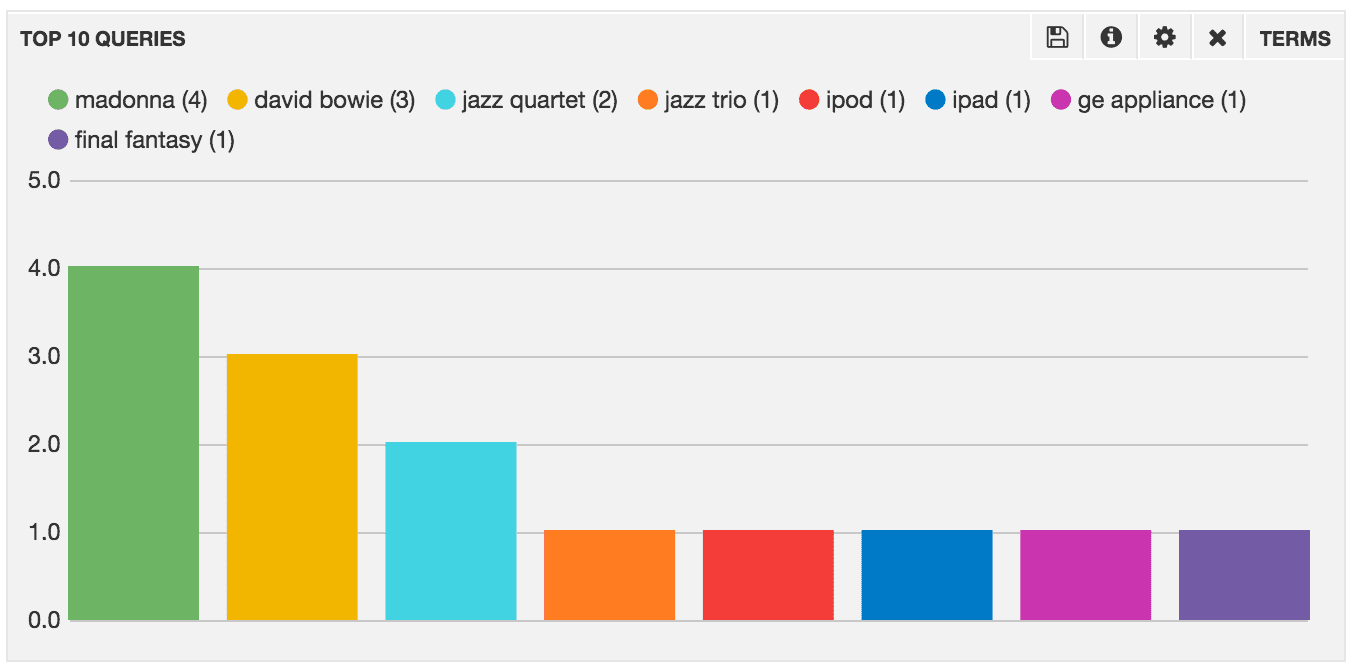 TOP 10 QUERIES TERMS
madonna (4) david bowie (3) jazz quartet (2) jazz trio (1) ipod (1) ipad (1) ge appliance (1)
final fantasy (1)
5.0
4.0
3.0
2.0
1.0
0.0